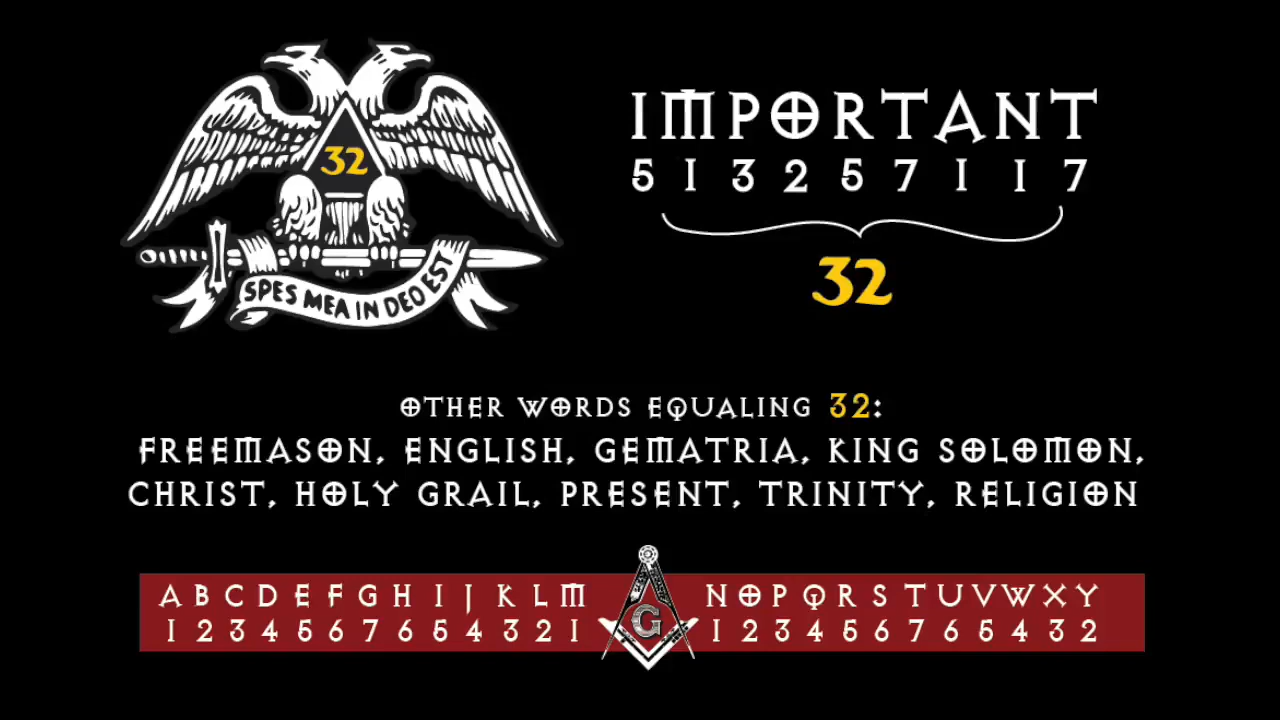 32
SPES MEA IN DEO EST
IMPORTANT
5 1 3 2 5 7 1 1 7
32
OTHER WORDS EQUALING 32:
FREEMASON, ENGLISH, GEMATRIA, KING SOLOMON,
CHRIST, HOLY GRAIL, PRESENT, TRINITY, RELIGION
A B C D E F G H I J K L M N O P Q R S T U V W X Y
1 2 3 4 5 6 7 6 5 4 3 2 1 G 1 2 3 4 5 6 7 6 5 4 3 2